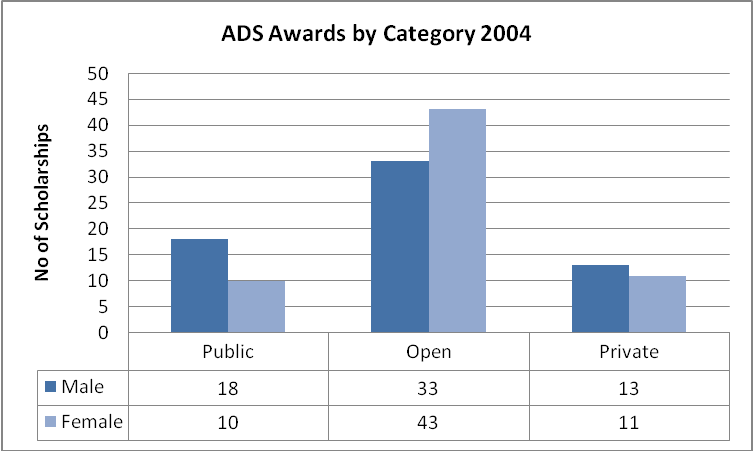 ADS Awards by Category 2004
No of Scholarships
50
45
40
35
30
25
20
15
10
5
0
Public Open Private
Male 18 33 13
Female 10 43 11